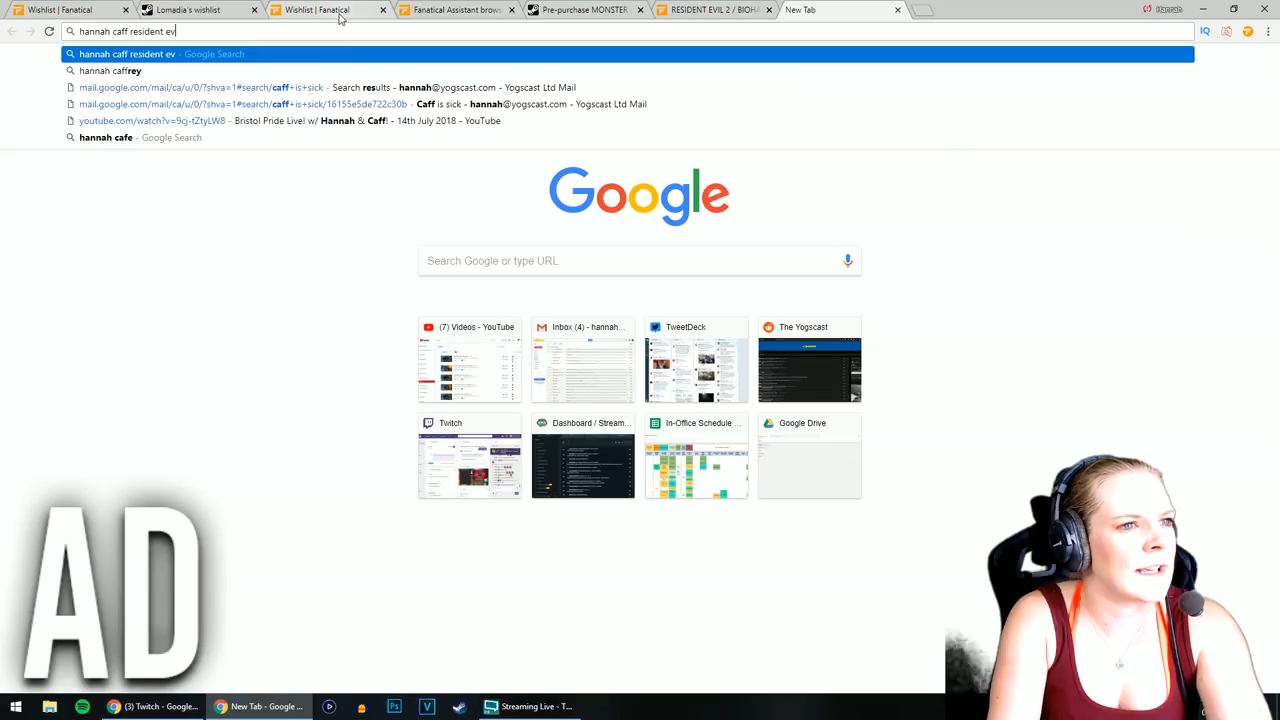 Wishlist | Fanatical
Lomadia's wishlist
Wishlist | Fanatical
Fanatical Assistant brows
Pre-purchase MONSTER
RESIDENT EVIL 2 / BIOHA
New Tab
Hannah
hannah caff resident ev
hannah caff resident ev - Google Search
hannah caffrey
mail.google.com/mail/ca/u/0/?shva=1#search/caff+is+sick - Search results - hannah@yogscast.com - Yogscast Ltd Mail
mail.google.com/mail/ca/u/0/?shva=1#search/caff+is+sick/16155e5de722c30b - Caff is sick - hannah@yogscast.com - Yogscast Ltd Mail
youtube.com/watch?v=9cj-tZtyLW8 - Bristol Pride Live! w/ Hannah & Caff! - 14th July 2018 - YouTube
hannah cafe - Google Search
Google
Search Google or type URL
(7) Videos - YouTube
Inbox (4) - hannah...
TweetDeck
The Yogscast
Twitch
Dashboard / Stream...
In-Office Schedule ...
Google Drive
AD
(3) Twitch - Google...
New Tab - Google ...
Streaming Live - T...